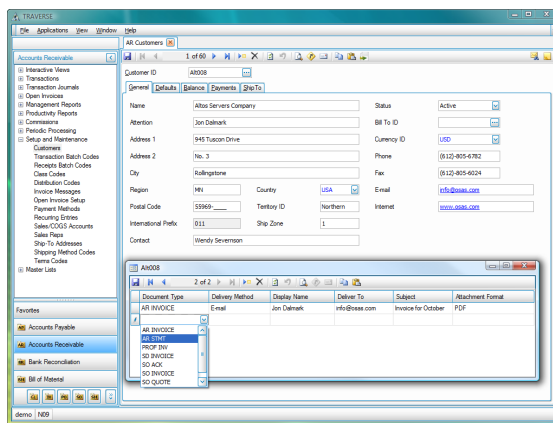 TRAVERSE
File Applications View Window Help
AR Customers
Accounts Receivable
1 of 60
Interactive Views
Transactions
Transaction Journals
Open Invoices
Management Reports
Productivity Reports
Commissions
Periodic Processing
Setup and Maintenance
Customers
Transaction Batch Codes
Receipts Batch Codes
Class Codes
Distribution Codes
Invoice Messages
Open Invoice Setup
Payment Methods
Recurring Entries
Sales/COGS Accounts
Sales Reps
Ship-To Addresses
Shipping Method Codes
Terms Codes
Master Lists
Customer ID Alt008
General Defaults Balance Payments Ship To
Name Altos Servers Company Status Active
Attention Jon Dalmark Bill To ID
Address 1 945 Tuscon Drive Currency ID USD
Address 2 No. 3 Phone (612)-805-6782
City Rollingstone Fax (612)-805-6024
Region MN Country USA E-mail info@osas.com
Postal Code 55969-____ Territory ID Northern Internet www.osas.com
International Prefix 011 Ship Zone 1
Contact Wendy Severnson
Alt008
2 of 2
Document Type Delivery Method Display Name Deliver To Subject Attachment Format
AR INVOICE E-mail Jon Dalmark info@osas.com Invoice for October PDF
AR INVOICE
AR STMT
PROF INV
SD INVOICE
SO ACK
SO INVOICE
SO QUOTE
Favorites
Accounts Payable
Accounts Receivable
Bank Reconciliation
Bill of Material
demo N09